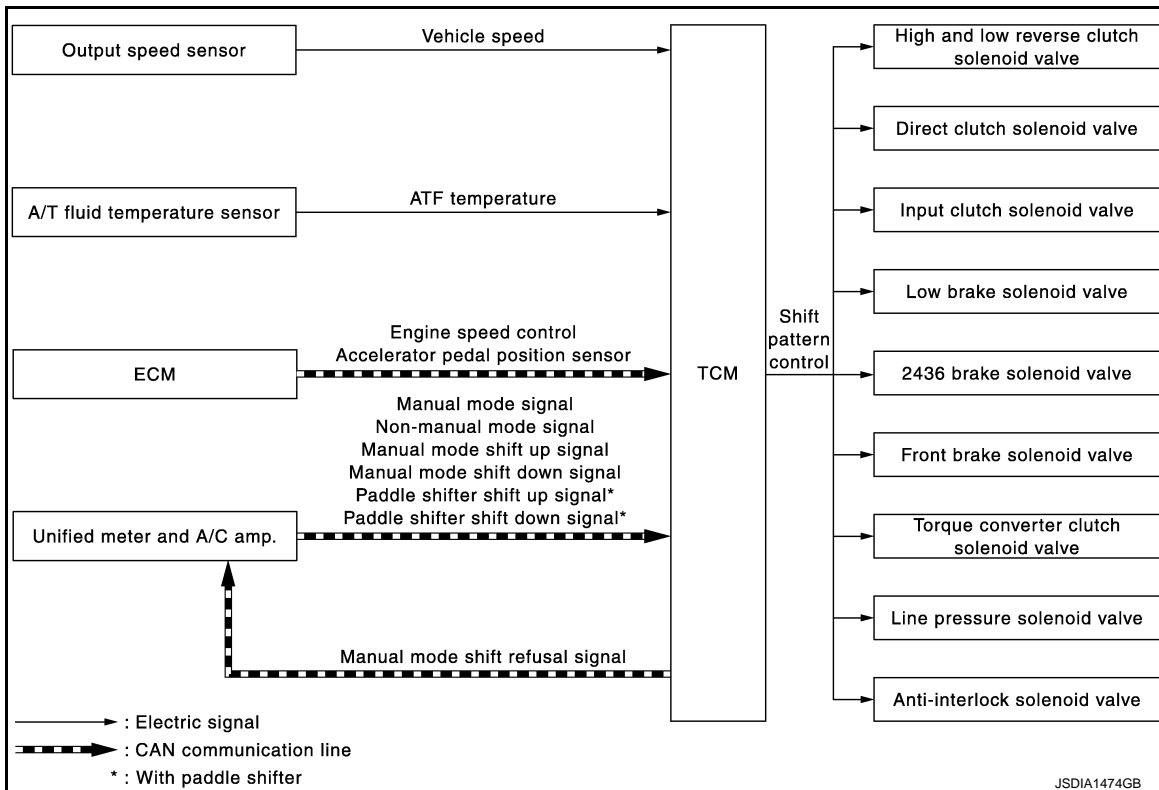 Output speed sensor
Vehicle speed
A/T fluid temperature sensor
ATF temperature
ECM
Engine speed control
Accelerator pedal position sensor
Manual mode signal
Non-manual mode signal
Manual mode shift up signal
Manual mode shift down signal
Paddle shifter shift up signal*
Paddle shifter shift down signal*
Unified meter and A/C amp.
Manual mode shift refusal signal
TCM
Shift
pattern
control
High and low reverse clutch
solenoid valve
Direct clutch solenoid valve
Input clutch solenoid valve
Low brake solenoid valve
2436 brake solenoid valve
Front brake solenoid valve
Torque converter clutch
solenoid valve
Line pressure solenoid valve
Anti-interlock solenoid valve
: Electric signal
: CAN communication line
* : With paddle shifter
JSDIA1474GB